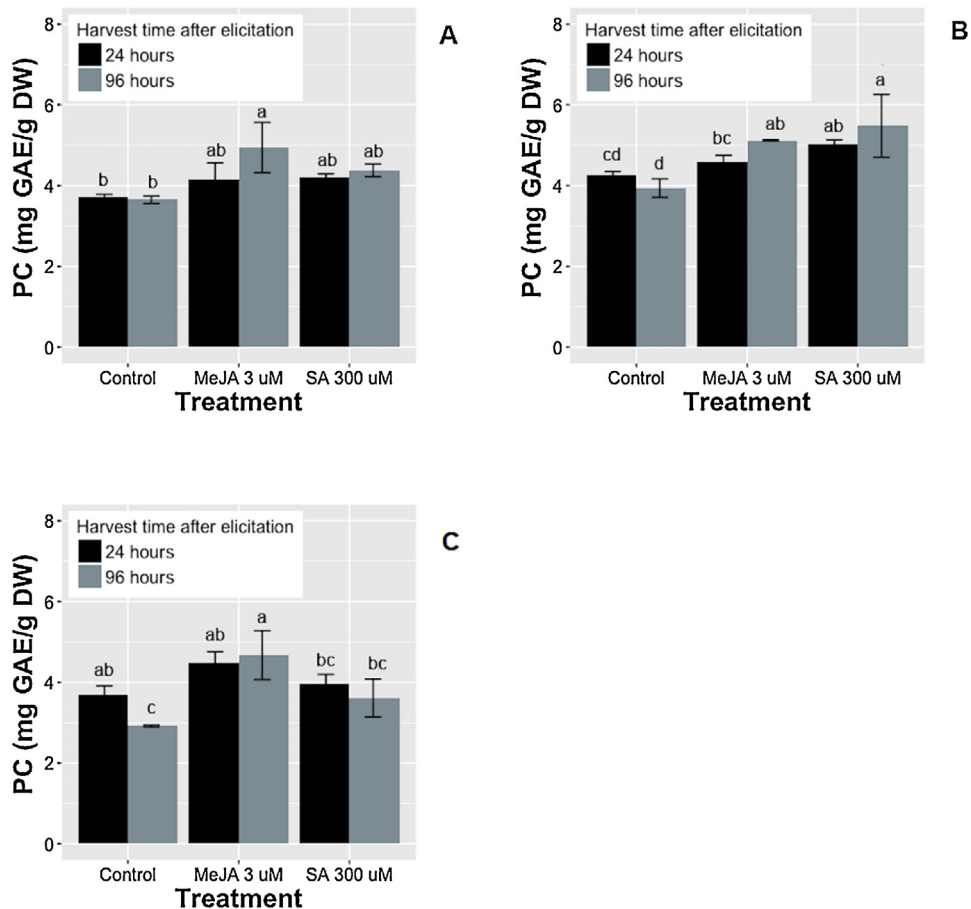 A
Harvest time after elicitation
24 hours
96 hours
PC (mg GAE/g DW)
8
6
4
2
0
b
b
ab
a
ab
ab
Control
MeJA 3 uM
SA 300 uM
Treatment
B
Harvest time after elicitation
24 hours
96 hours
PC (mg GAE/g DW)
8
6
4
2
0
cd
d
bc
ab
ab
a
Control
MeJA 3 uM
SA 300 uM
Treatment
C
Harvest time after elicitation
24 hours
96 hours
PC (mg GAE/g DW)
8
6
4
2
0
ab
c
ab
a
bc
bc
Control
MeJA 3 uM
SA 300 uM
Treatment